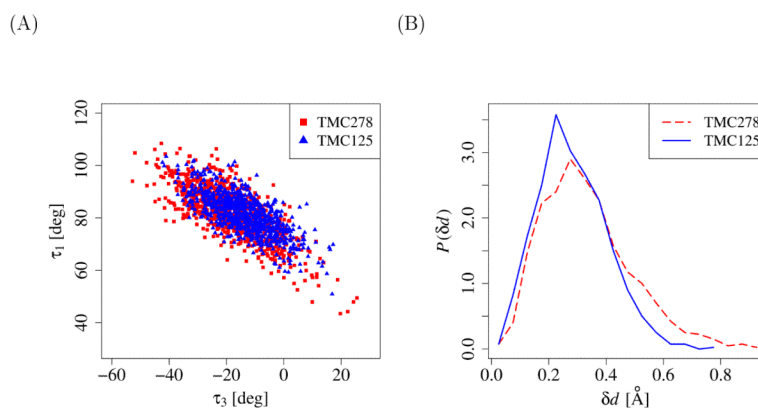 (A)
(B)
TMC278
TMC125
120
100
80
60
40
τ1 [deg]
−60
−40
−20
0
20
τ3 [deg]
TMC278
TMC125
3.0
2.0
1.0
0.0
P(δd)
0.0
0.2
0.4
0.6
0.8
δd [Å]